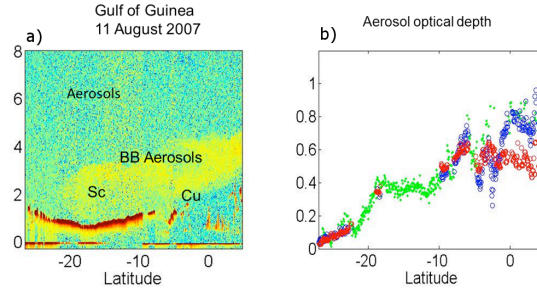 Gulf of Guinea
11 August 2007
a)
8
6
4
2
0
Aerosols
BB Aerosols
Sc
Cu
-20
-10
0
Latitude
b)
Aerosol optical depth
1
0.8
0.6
0.4
0.2
0
-20
-10
0
Latitude